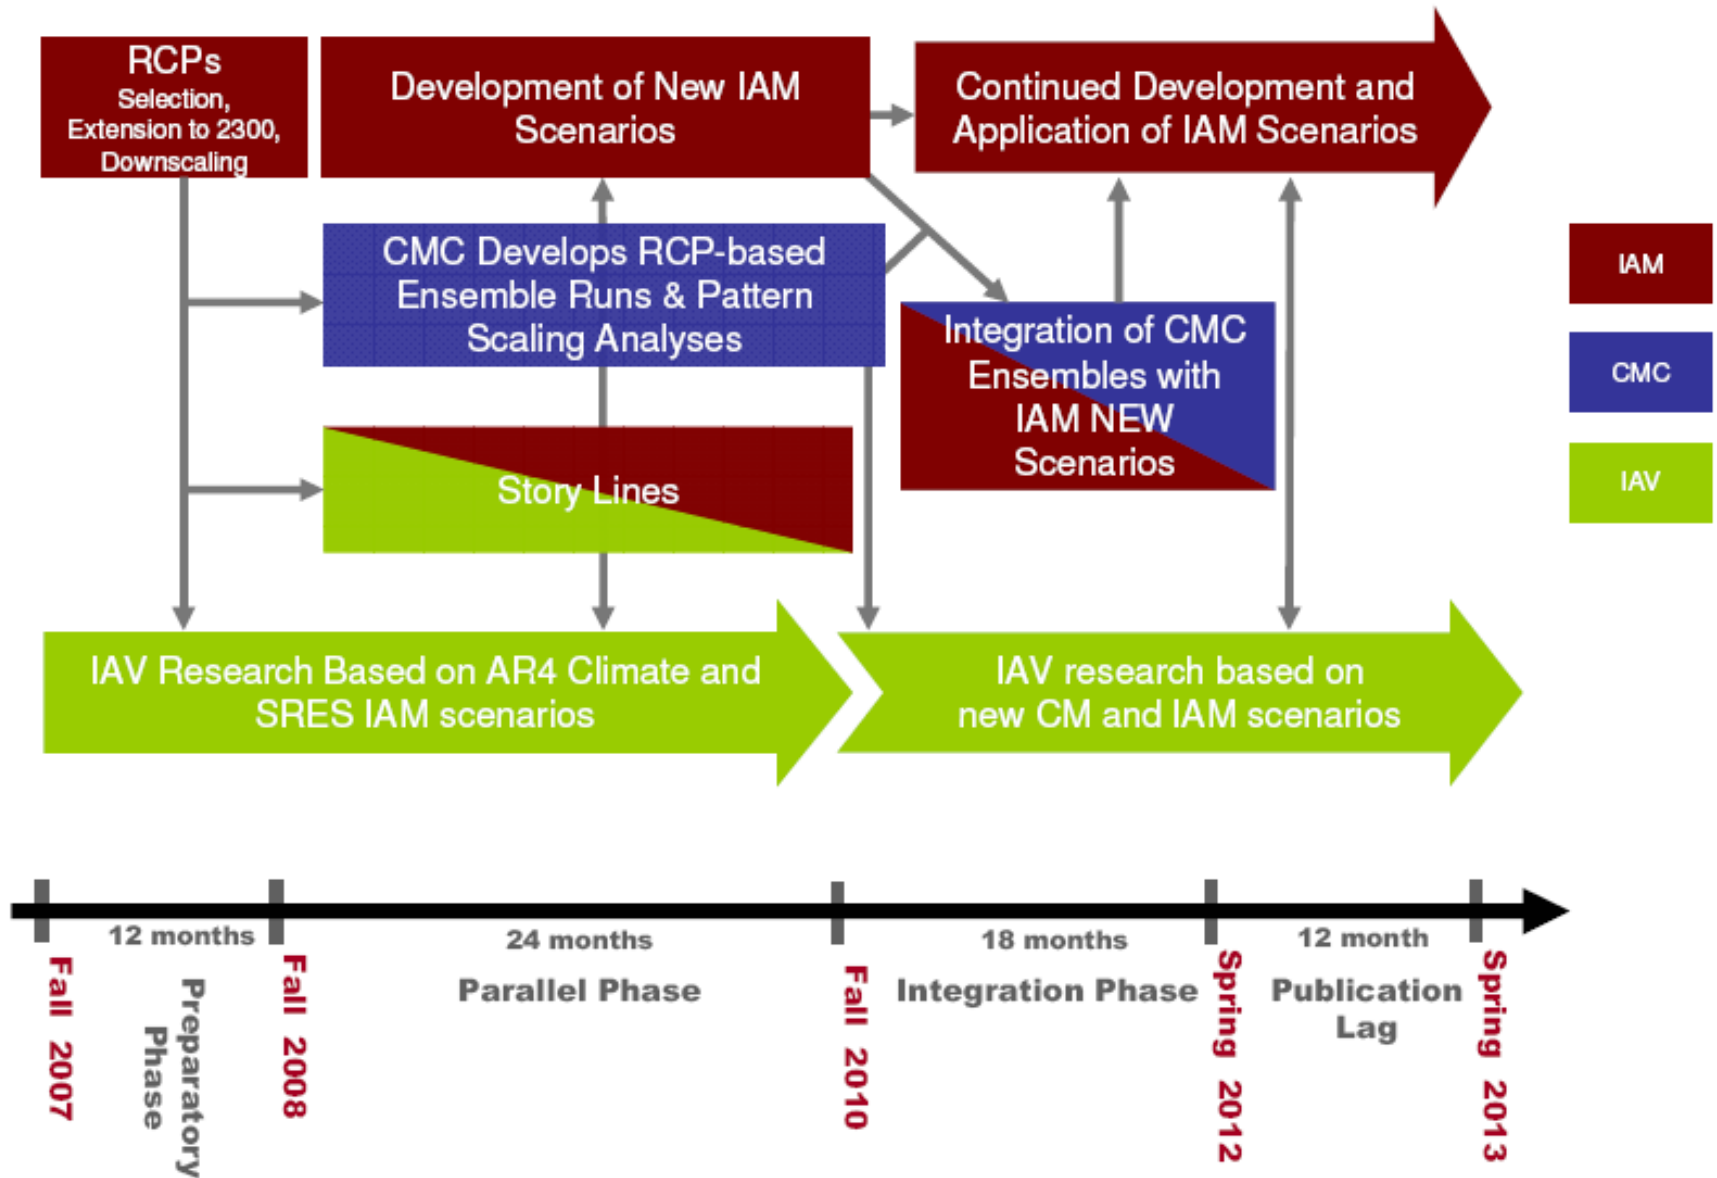 RCPs
Selection,
Extension to 2300,
Downscaling
Development of New IAM
Scenarios
Continued Development and
Application of IAM Scenarios
CMC Develops RCP-based
Ensemble Runs & Pattern
Scaling Analyses
Integration of CMC
Ensembles with
IAM NEW
Scenarios
Story Lines
IAM
CMC
IAV
IAV Research Based on AR4 Climate and
SRES IAM scenarios
IAV research based on
new CM and IAM scenarios
12 months
24 months
18 months
12 month
Fall 2007
Preparatory
Phase
Fall 2008
Parallel Phase
Fall 2010
Integration Phase
Spring 2012
Publication
Lag
Spring 2013